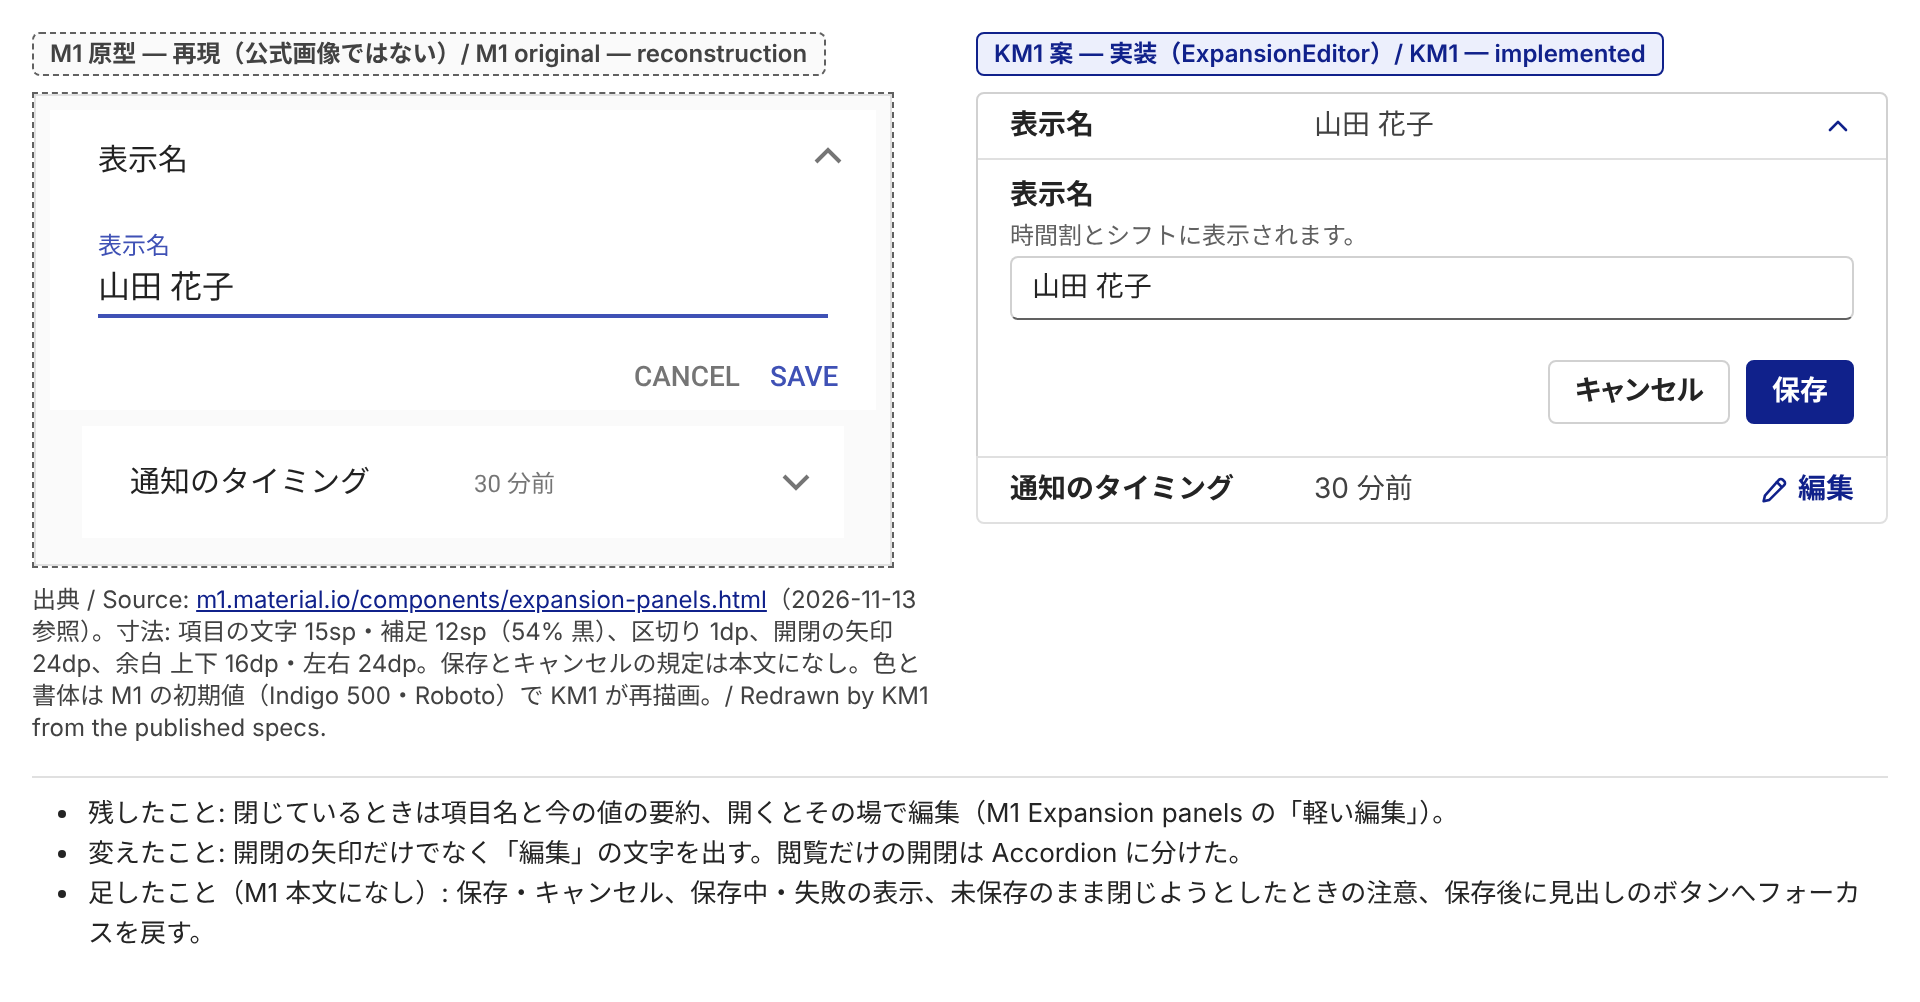 M1 原型 — 再現（公式画像ではない）/ M1 original — reconstruction
表示名
表示名
山田 花子
CANCEL SAVE
通知のタイミング 30 分前
出典 / Source: m1.material.io/components/expansion-panels.html（2026-11-13
参照）。寸法: 項目の文字 15sp・補足 12sp（54% 黒）、区切り 1dp、開閉の矢印
24dp、余白 上下 16dp・左右 24dp。保存とキャンセルの規定は本文になし。色と
書体は M1 の初期値（Indigo 500・Roboto）で KM1 が再描画。/ Redrawn by KM1
from the published specs.
KM1 案 — 実装（ExpansionEditor）/ KM1 — implemented
表示名 山田 花子
表示名
時間割とシフトに表示されます。
山田 花子
キャンセル 保存
通知のタイミング 30 分前 編集
• 残したこと: 閉じているときは項目名と今の値の要約、開くとその場で編集（M1 Expansion panels の「軽い編集」）。
• 変えたこと: 開閉の矢印だけでなく「編集」の文字を出す。閲覧だけの開閉は Accordion に分けた。
• 足したこと（M1 本文になし）: 保存・キャンセル、保存中・失敗の表示、未保存のまま閉じようとしたときの注意、保存後に見出しのボタンへフォーカ
スを戻す。